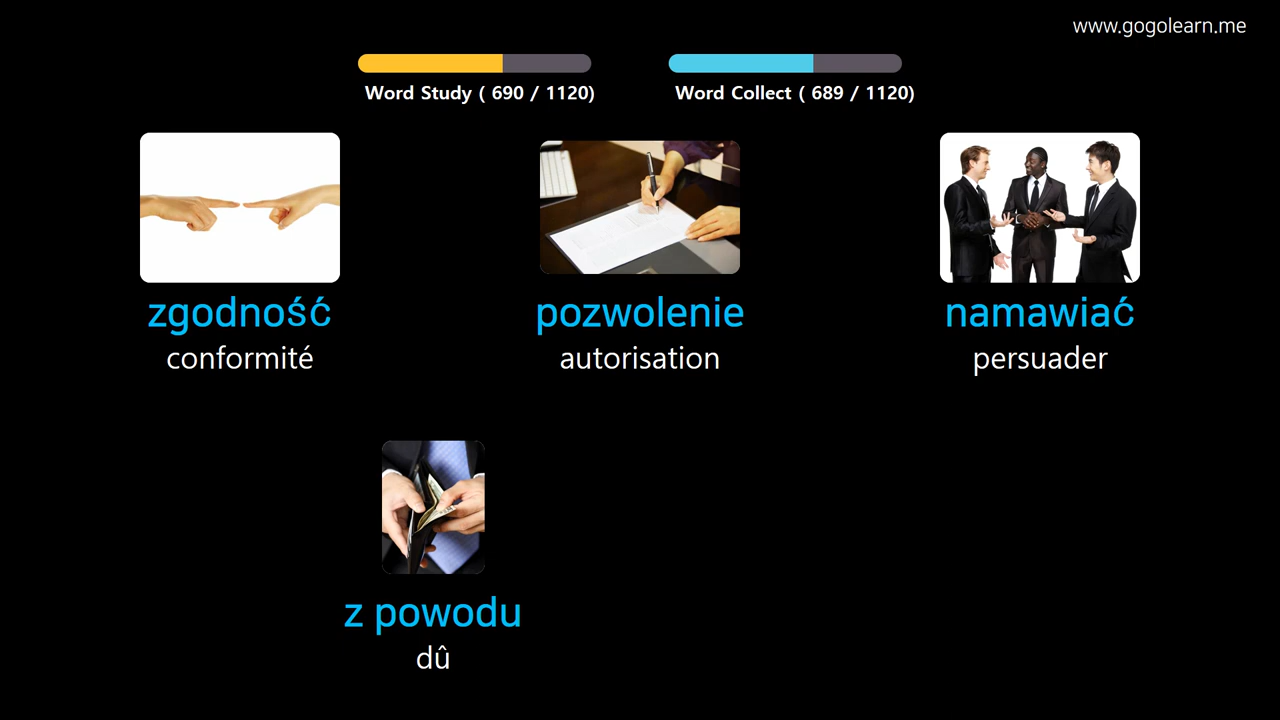 www.gogolearn.me
Word Study ( 690 / 1120)
Word Collect ( 689 / 1120)
zgodność
conformité
pozwolenie
autorisation
namawiać
persuader
z powodu
dû